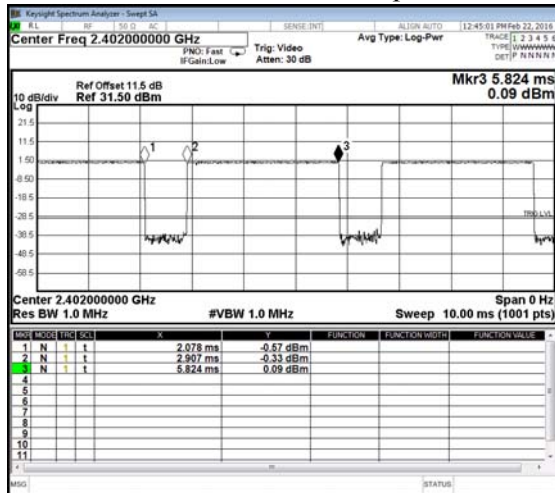 Keysight Spectrum Analyzer - Swept SA
RL RF 50 Ω AC SENSE:INT ALIGN AUTO 12:45:01 PM Feb 22, 2016
Center Freq 2.402000000 GHz Avg Type: Log-Pwr TRACE 1 2 3 4 5 6
PNO: Fast Trig: Video TYPE WWWWWW
IFGain:Low Atten: 30 dB DET P N N N N N
Mkr3 5.824 ms
Ref Offset 11.5 dB
10 dB/div Ref 31.50 dBm 0.09 dBm
Log
21.5
11.5
1 2 3
1.50
-8.50
-18.5
-28.5 TRIG LVL
-38.5
-48.5
-58.5
Center 2.402000000 GHz Span 0 Hz
Res BW 1.0 MHz #VBW 1.0 MHz Sweep 10.00 ms (1001 pts)
MKR MODE TRC SCL X Y FUNCTION FUNCTION WIDTH FUNCTION VALUE
1 N 1 t 2.078 ms -0.57 dBm
2 N 1 t 2.907 ms -0.33 dBm
3 N 1 t 5.824 ms 0.09 dBm
4
5
6
7
8
9
10
11
MSG STATUS